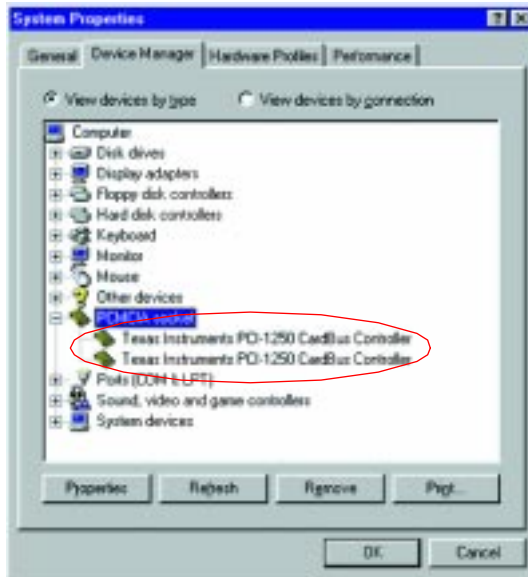 System Properties
General Device Manager Hardware Profiles Performance
View devices by type View devices by connection
Computer
Disk drives
Display adapters
Floppy disk controllers
Hard disk controllers
Keyboard
Monitor
Mouse
Other devices
PCMCIA socket
Texas Instruments PCI-1250 CardBus Controller
Texas Instruments PCI-1250 CardBus Controller
Ports (COM & LPT)
Sound, video and game controllers
System devices
Properties Refresh Remove Print...
OK Cancel